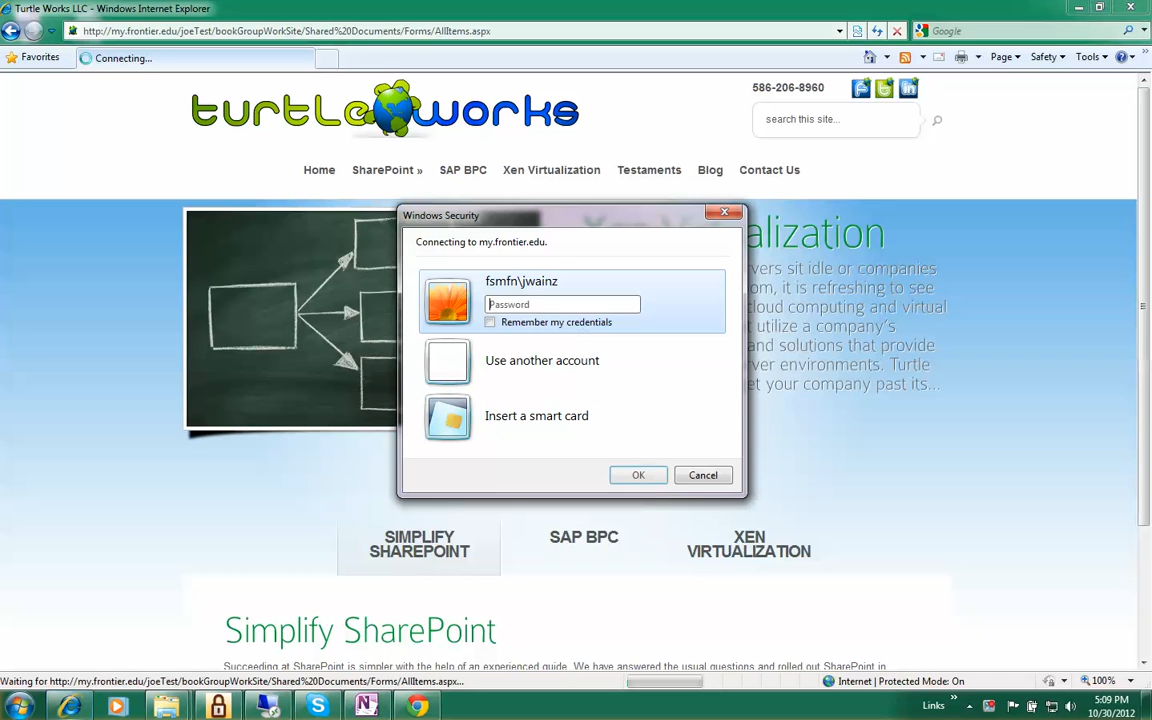 Turtle Works LLC - Windows Internet Explorer
http://my.frontier.edu/joeTest/bookGroupWorkSite/Shared%20Documents/Forms/AllItems.aspx
Google
Favorites
Connecting...
Page
Safety
Tools
turtle works
586-206-8960
search this site...
Home
SharePoint »
SAP BPC
Xen Virtualization
Testaments
Blog
Contact Us
Windows Security
Connecting to my.frontier.edu.
fsmfn\jwainz
Password
Remember my credentials
Use another account
Insert a smart card
OK
Cancel
alization
rvers sit idle or companies
om, it is refreshing to see
cloud computing and virtual
t utilize a company's
and solutions that provide
ver environments. Turtle
et your company past its...
SIMPLIFY
SHAREPOINT
SAP BPC
XEN
VIRTUALIZATION
Simplify SharePoint
Succeeding at SharePoint is simpler with the help of an experienced guide. We have answered the usual questions and rolled out SharePoint in
Waiting for http://my.frontier.edu/joeTest/bookGroupWorkSite/Shared%20Documents/Forms/AllItems.aspx...
Internet | Protected Mode: On
100%
Links
5:09 PM
10/30/2012